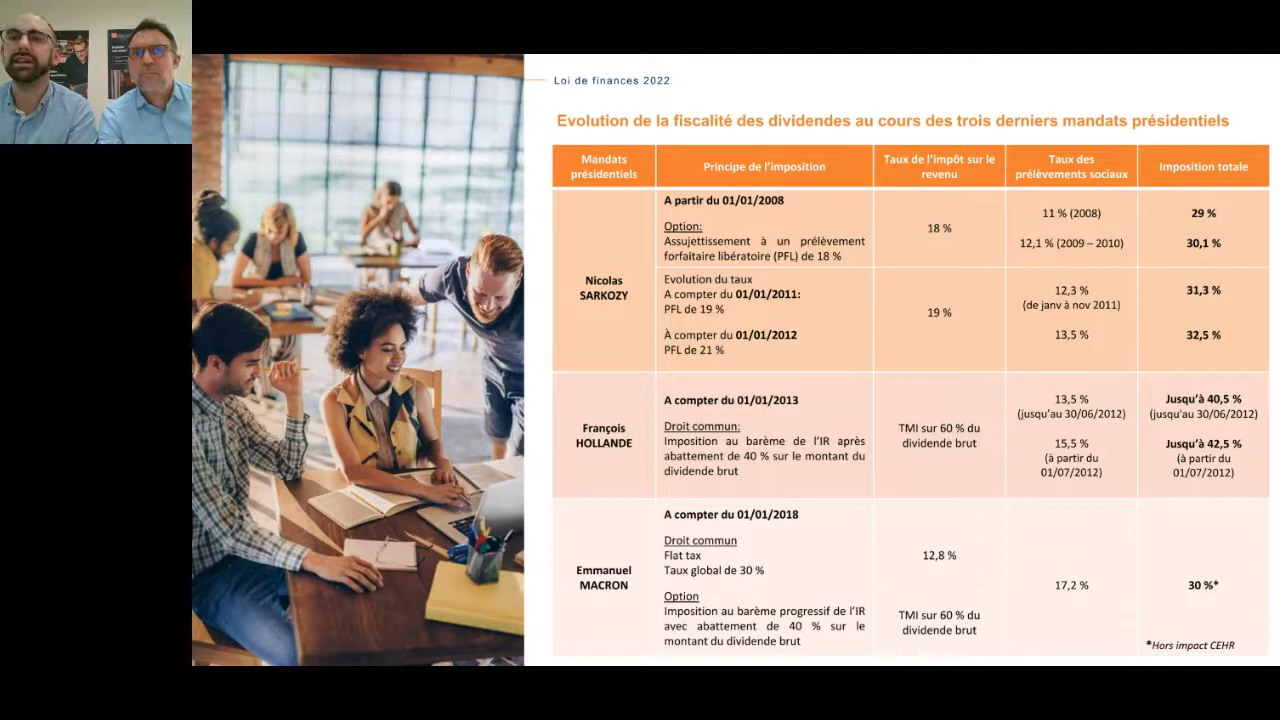 Loi de finances 2022
Evolution de la fiscalité des dividendes au cours des trois derniers mandats présidentiels
Mandats
présidentiels
Principe de l'imposition
Taux de l'impôt sur le
revenu
Taux des
prélèvements sociaux
Imposition totale
Nicolas
SARKOZY
A partir du 01/01/2008
Option:
Assujettissement à un prélèvement
forfaitaire libératoire (PFL) de 18 %
18 %
11 % (2008)
12,1 % (2009 – 2010)
29 %
30,1 %
Evolution du taux
A compter du 01/01/2011:
PFL de 19 %
À compter du 01/01/2012
PFL de 21 %
19 %
12,3 %
(de janv à nov 2011)
13,5 %
31,3 %
32,5 %
François
HOLLANDE
A compter du 01/01/2013
Droit commun:
Imposition au barème de l'IR après
abattement de 40 % sur le montant du
dividende brut
TMI sur 60 % du
dividende brut
13,5 %
(jusqu'au 30/06/2012)
15,5 %
(à partir du
01/07/2012)
Jusqu'à 40,5 %
(jusqu'au 30/06/2012)
Jusqu'à 42,5 %
(à partir du
01/07/2012)
Emmanuel
MACRON
A compter du 01/01/2018
Droit commun
Flat tax
Taux global de 30 %
Option
Imposition au barème progressif de l'IR
avec abattement de 40 % sur le
montant du dividende brut
12,8 %
TMI sur 60 % du
dividende brut
17,2 %
30 %*
*Hors impact CEHR